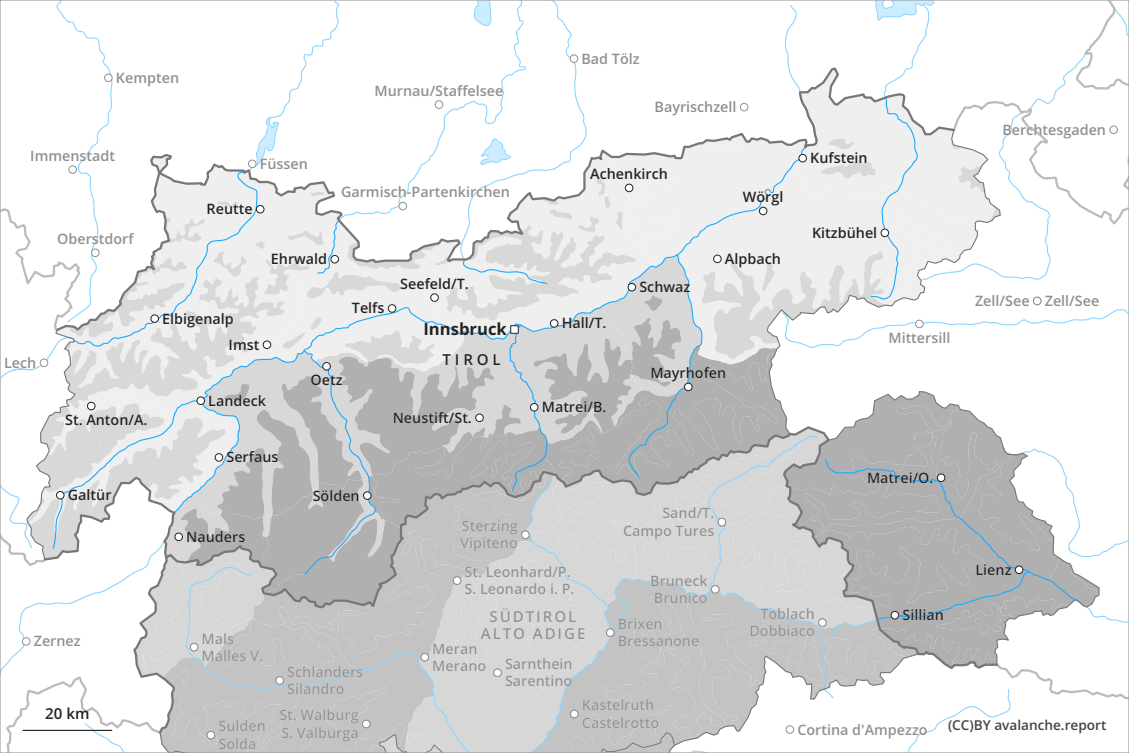 Kempten
Bad Tölz
Murnau/Staffelsee
Bayrischzell
Berchtesgaden
Immenstadt
Füssen
Kufstein
Achenkirch
Garmisch-Partenkirchen
Wörgl
Reutte
Kitzbühel
Oberstdorf
Ehrwald
Alpbach
Seefeld/T.
Schwaz
Zell/See
Zell/See
Telfs
Elbigenalp
Innsbruck
Hall/T.
Mittersill
Imst
TIROL
Lech
Oetz
Mayrhofen
Landeck
Matrei/B.
St. Anton/A.
Neustift/St.
Serfaus
Matrei/O.
Galtür
Sölden
Sand/T.
Campo Tures
Sterzing
Vipiteno
Nauders
Lienz
St. Leonhard/P.
S. Leonardo i. P.
Bruneck
Brunico
SÜDTIROL
ALTO ADIGE
Toblach
Dobbiaco
Sillian
Brixen
Bressanone
Zernez
Mals
Malles V.
Meran
Merano
Sarnthein
Sarentino
Schlanders
Silandro
Kastelruth
Castelrotto
St. Walburg
S. Valburga
20 km
Sulden
Solda
Cortina d'Ampezzo
(CC)BY avalanche.report